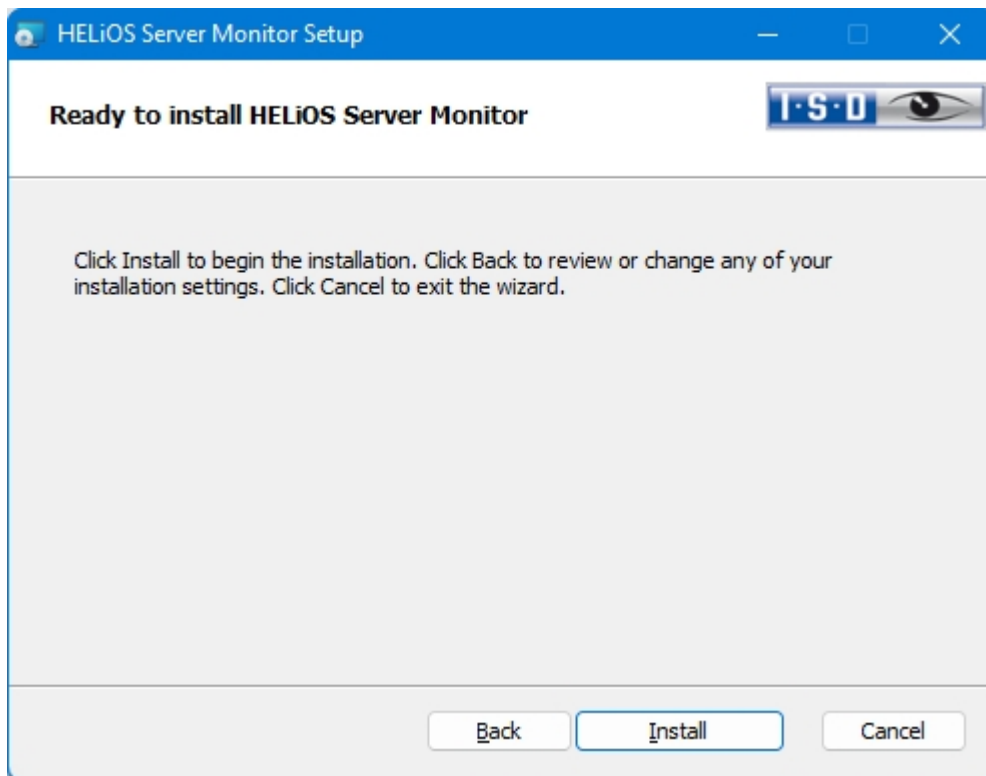 HELiOS Server Monitor Setup
Ready to install HELiOS Server Monitor
I·S·D
Click Install to begin the installation. Click Back to review or change any of your
installation settings. Click Cancel to exit the wizard.
Back
Install
Cancel